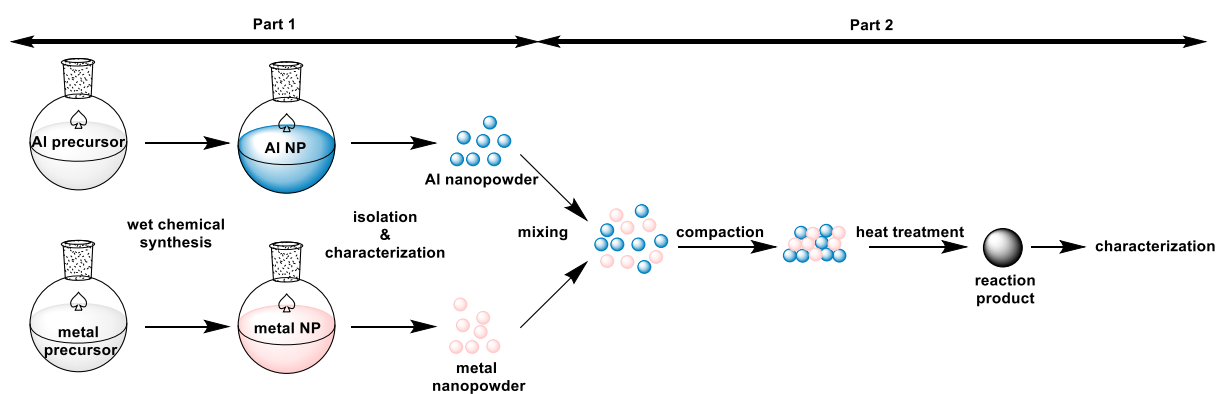 Part 1
Part 2
Al precursor
Al NP
Al nanopowder
wet chemical
synthesis
isolation
&
characterization
mixing
compaction
heat treatment
reaction
product
characterization
metal
precursor
metal NP
metal
nanopowder